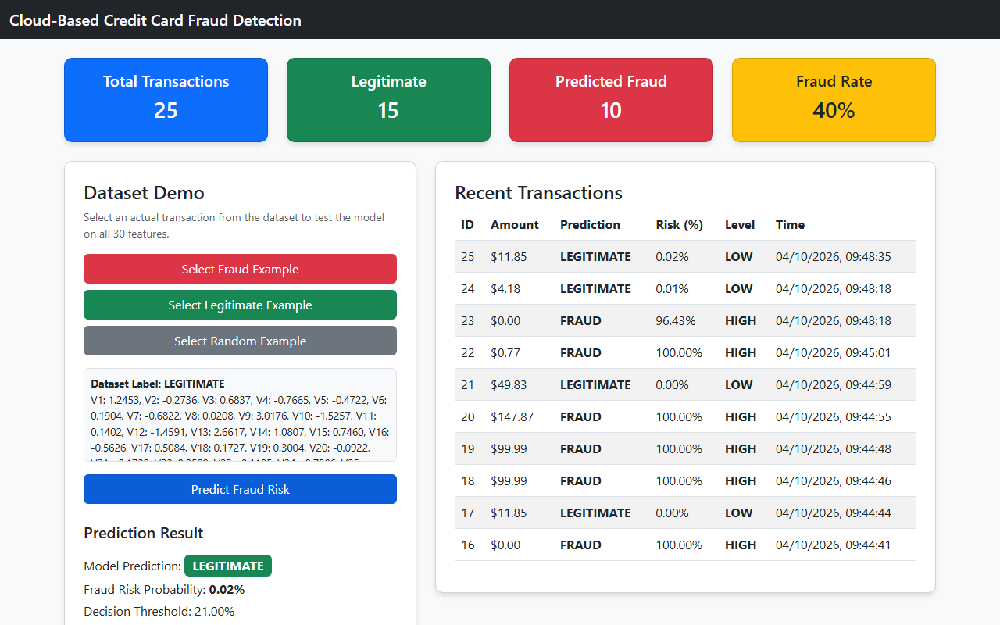 Cloud-Based Credit Card Fraud Detection
Total Transactions
25
Legitimate
15
Predicted Fraud
10
Fraud Rate
40%
Dataset Demo
Select an actual transaction from the dataset to test the model
on all 30 features.
Select Fraud Example
Select Legitimate Example
Select Random Example
Dataset Label: LEGITIMATE
V1: 1.2453, V2: -0.2736, V3: 0.6837, V4: -0.7665, V5: -0.4722, V6:
0.1904, V7: -0.6822, V8: 0.0208, V9: 3.0176, V10: -1.5257, V11:
0.1402, V12: -1.4591, V13: 2.6617, V14: 1.0807, V15: 0.7460, V16:
-0.5626, V17: 0.5084, V18: 0.1727, V19: 0.3004, V20: -0.0922,
Predict Fraud Risk
Prediction Result
Model Prediction: LEGITIMATE
Fraud Risk Probability: 0.02%
Decision Threshold: 21.00%
Recent Transactions
ID Amount Prediction Risk (%) Level Time
25 $11.85 LEGITIMATE 0.02% LOW 04/10/2026, 09:48:35
24 $4.18 LEGITIMATE 0.01% LOW 04/10/2026, 09:48:18
23 $0.00 FRAUD 96.43% HIGH 04/10/2026, 09:48:18
22 $0.77 FRAUD 100.00% HIGH 04/10/2026, 09:45:01
21 $49.83 LEGITIMATE 0.00% LOW 04/10/2026, 09:44:59
20 $147.87 FRAUD 100.00% HIGH 04/10/2026, 09:44:55
19 $99.99 FRAUD 100.00% HIGH 04/10/2026, 09:44:48
18 $99.99 FRAUD 100.00% HIGH 04/10/2026, 09:44:46
17 $11.85 LEGITIMATE 0.00% LOW 04/10/2026, 09:44:44
16 $0.00 FRAUD 100.00% HIGH 04/10/2026, 09:44:41